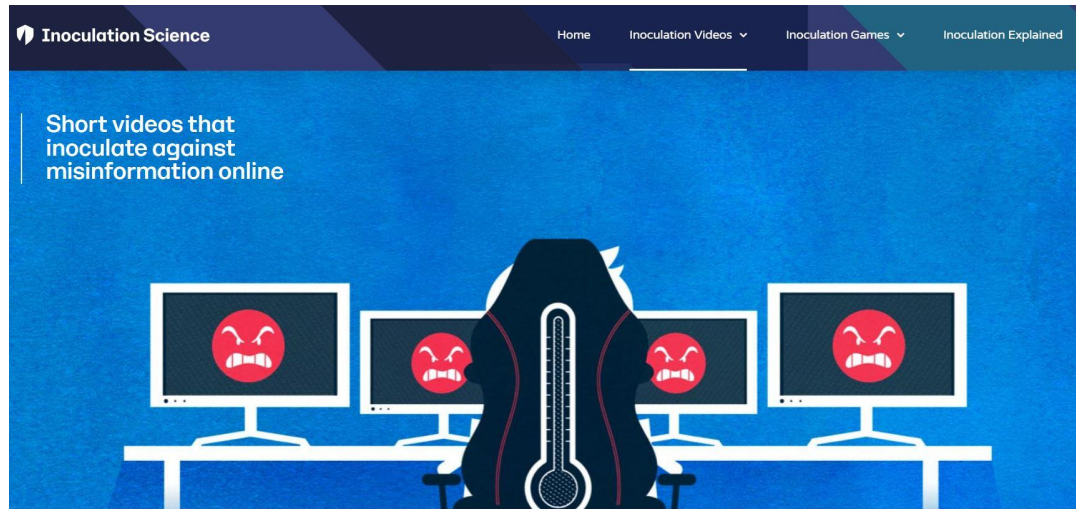 Inoculation Science
Home
Inoculation Videos
Inoculation Games
Inoculation Explained
Short videos that
inoculate against
misinformation online